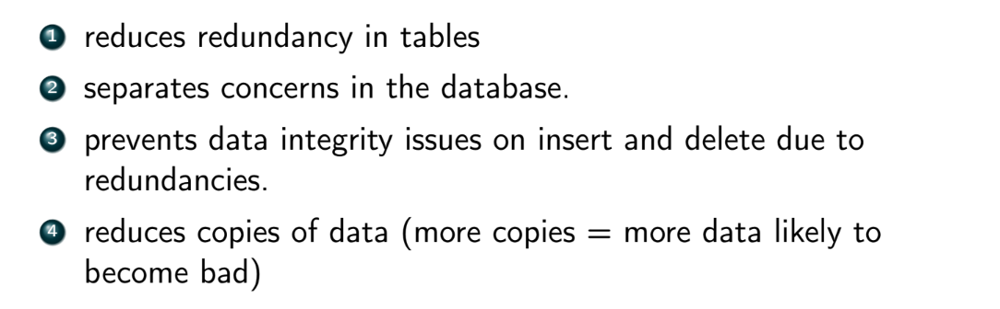 1 reduces redundancy in tables
2 separates concerns in the database.
3 prevents data integrity issues on insert and delete due to
redundancies.
4 reduces copies of data (more copies = more data likely to
become bad)